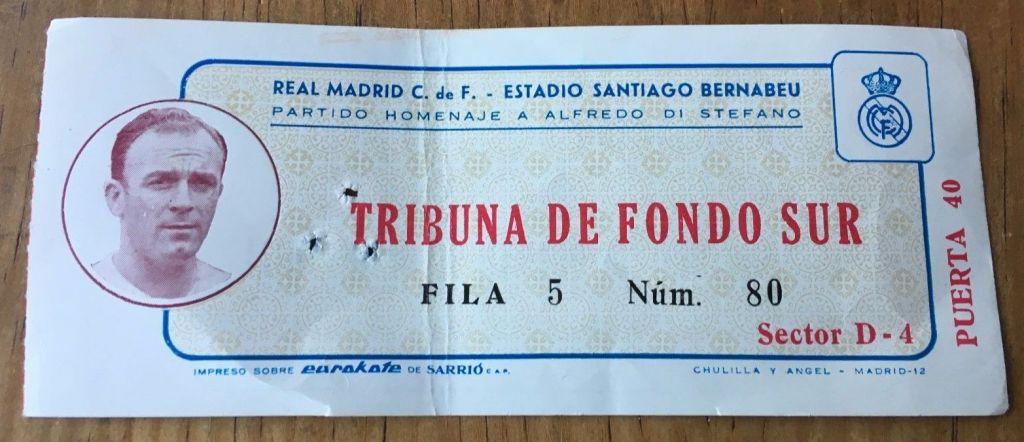 REAL MADRID C. de F. - ESTADIO SANTIAGO BERNABEU
PARTIDO HOMENAJE A ALFREDO DI STEFANO
TRIBUNA DE FONDO SUR
FILA 5 Núm. 80
Sector D - 4
PUERTA 40
IMPRESO SOBRE eurokote DE SARRIÓ C.A.P.
CHULILLA Y ANGEL - MADRID-12